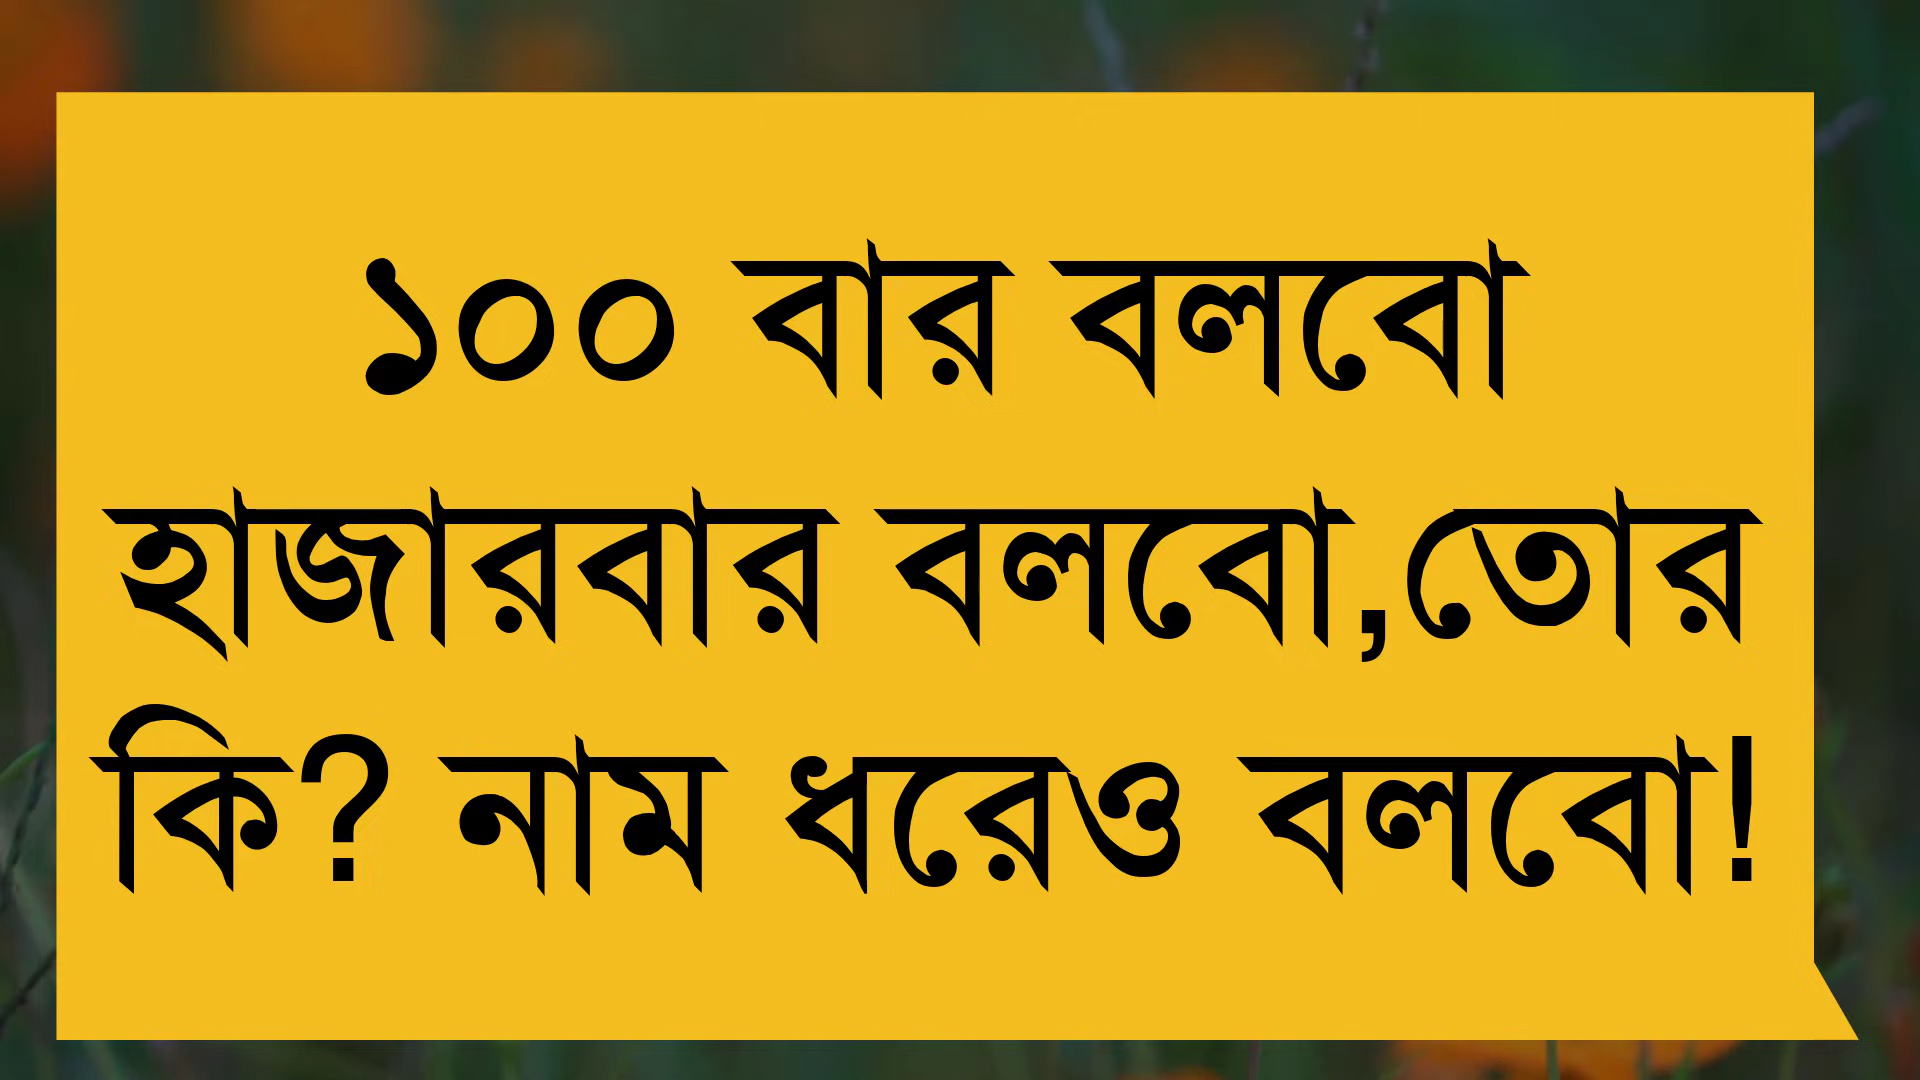 ১০০ বার বলবো
হাজারবার বলবো,তোর
কি? নাম ধরেও বলবো!